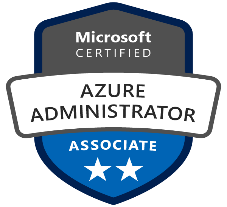 Microsoft
CERTIFIED
AZURE
ADMINISTRATOR
ASSOCIATE